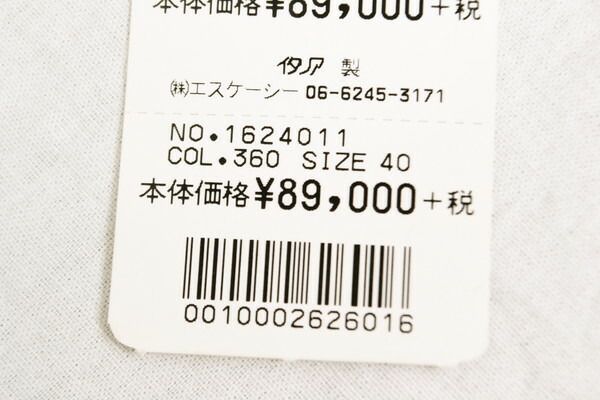 本体価格¥89,000+税
イタリア 製
㈱エスケーシー 06-6245-3171
NO.1624011
COL.360 SIZE 40
本体価格¥89,000+税
0010002626016